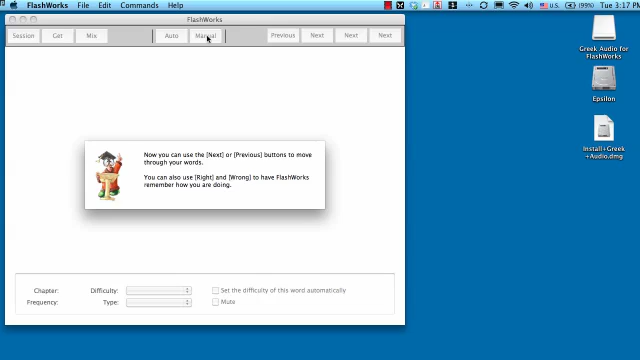 FlashWorks File Edit Commands Help U.S. (99%) Tue 3:17 PM
FlashWorks
Session Get Mix Auto Manual Previous Next Next Next
Greek Audio for
FlashWorks
Epsilon
Install+Greek
+Audio.dmg
Now you can use the [Next] or [Previous] buttons to move
through your words.
You can also use [Right] and [Wrong] to have FlashWorks
remember how you are doing.
Chapter: Difficulty: Set the difficulty of this word automatically
Frequency: Type: Mute